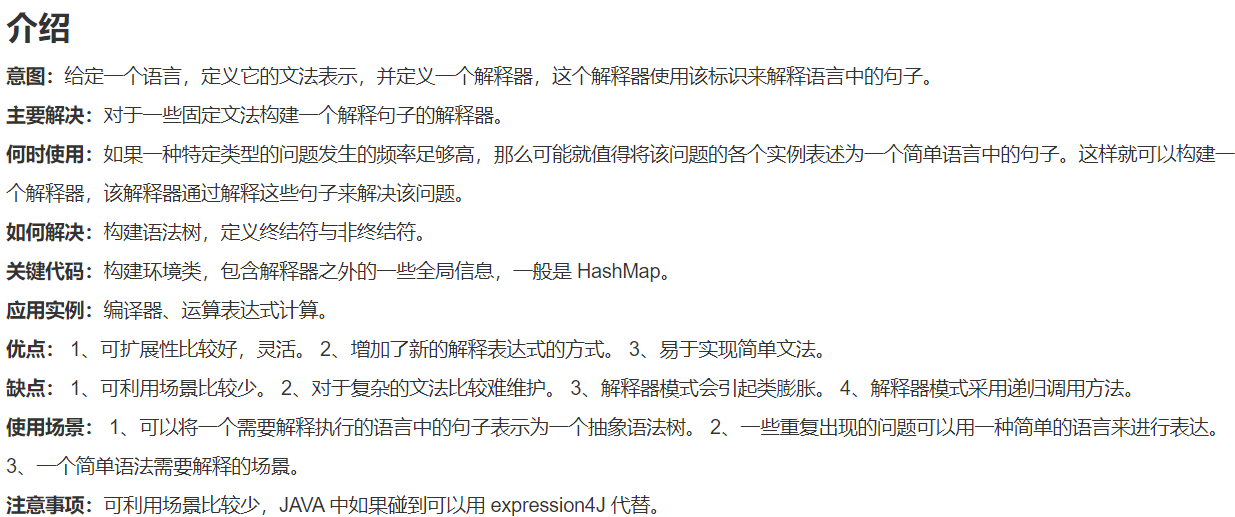 介绍
意图：给定一个语言，定义它的文法表示，并定义一个解释器，这个解释器使用该标识来解释语言中的句子。
主要解决：对于一些固定文法构建一个解释句子的解释器。
何时使用：如果一种特定类型的问题发生的频率足够高，那么可能就值得将该问题的各个实例表述为一个简单语言中的句子。这样就可以构建一
个解释器，该解释器通过解释这些句子来解决该问题。
如何解决：构建语法树，定义终结符与非终结符。
关键代码：构建环境类，包含解释器之外的一些全局信息，一般是 HashMap。
应用实例：编译器、运算表达式计算。
优点： 1、可扩展性比较好，灵活。 2、增加了新的解释表达式的方式。 3、易于实现简单文法。
缺点： 1、可利用场景比较少。 2、对于复杂的文法比较难维护。 3、解释器模式会引起类膨胀。 4、解释器模式采用递归调用方法。
使用场景： 1、可以将一个需要解释执行的语言中的句子表示为一个抽象语法树。 2、一些重复出现的问题可以用一种简单的语言来进行表达。
3、一个简单语法需要解释的场景。
注意事项：可利用场景比较少，JAVA 中如果碰到可以用 expression4J 代替。